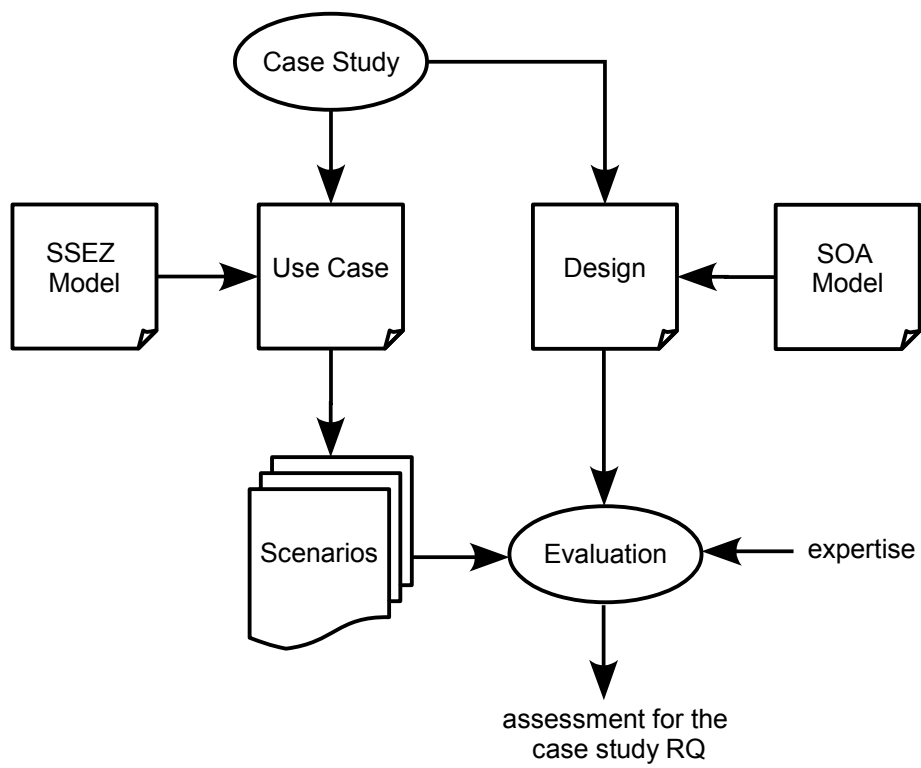 Case Study
SSEZ
Model
Use Case
Design
SOA
Model
Scenarios
Evaluation
expertise
assessment for the
case study RQ